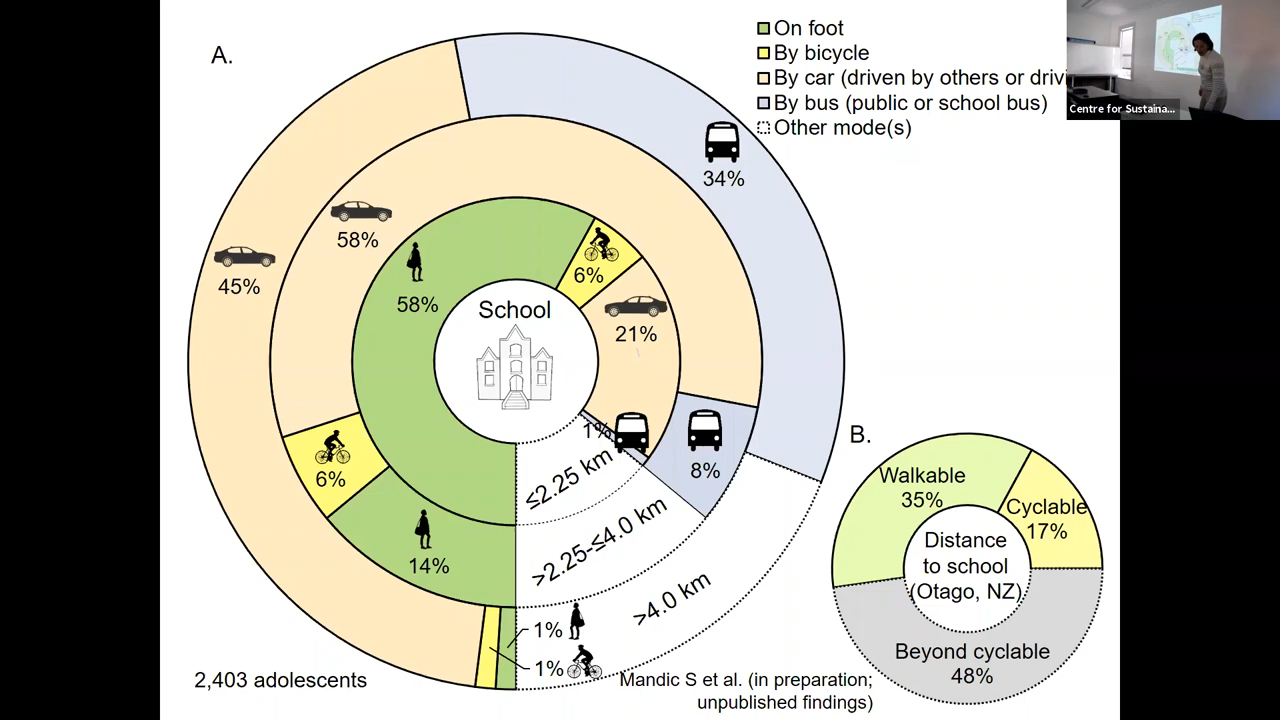 A.
On foot
By bicycle
By car (driven by others or drivi
By bus (public or school bus)
Other mode(s)
Centre for Sustaina...
34%
58%
45%
58%
6%
21%
School
1%
8%
6%
14%
≤2.25 km
>2.25-≤4.0 km
>4.0 km
1%
1%
2,403 adolescents
Mandic S et al. (in preparation;
unpublished findings)
B.
Walkable
35%
Cyclable
17%
Distance
to school
(Otago, NZ)
Beyond cyclable
48%